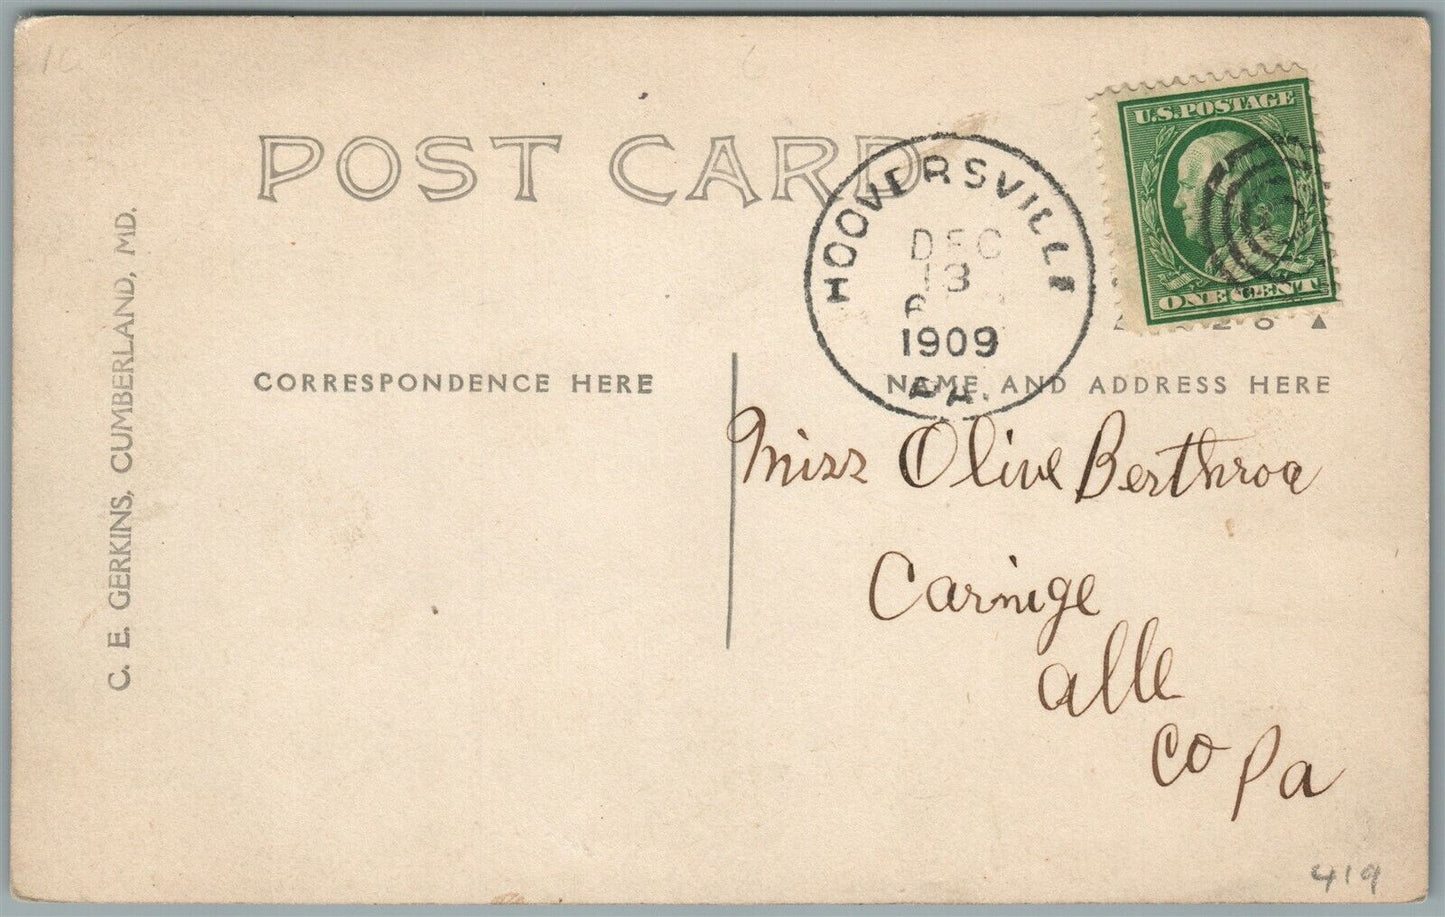 POST CARD
U.S. POSTAGE
ONE CENT
HOOVERSVILLE
DEC
13
1909
PA.
CORRESPONDENCE HERE
NAME AND ADDRESS HERE
C. E. GERKINS, CUMBERLAND, MD.
Miss Olive Berthroa
Carnige
alle
Co Pa
419